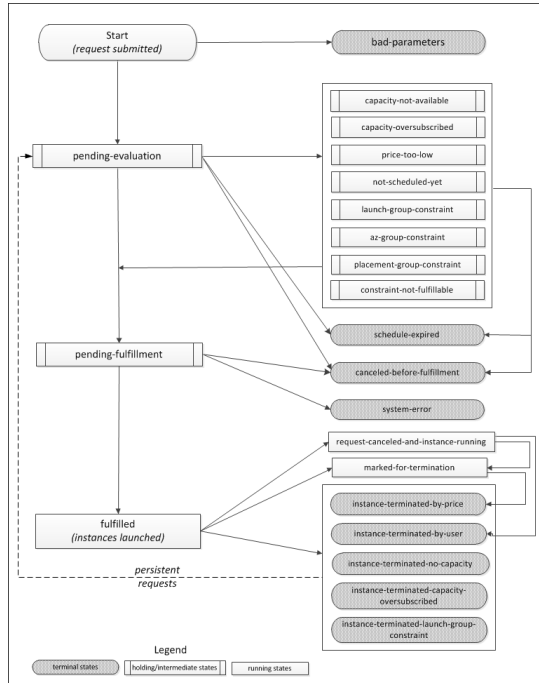 Start
(request submitted)
bad-parameters
capacity-not-available
capacity-oversubscribed
pending-evaluation
price-too-low
not-scheduled-yet
launch-group-constraint
az-group-constraint
placement-group-constraint
constraint-not-fulfillable
schedule-expired
pending-fulfillment
canceled-before-fulfillment
system-error
request-canceled-and-instance-running
marked-for-termination
instance-terminated-by-price
fulfilled
(instances launched)
instance-terminated-by-user
instance-terminated-no-capacity
persistent
requests
instance-terminated-capacity-
oversubscribed
instance-terminated-launch-group-
constraint
Legend
terminal states
holding/intermediate states
running states